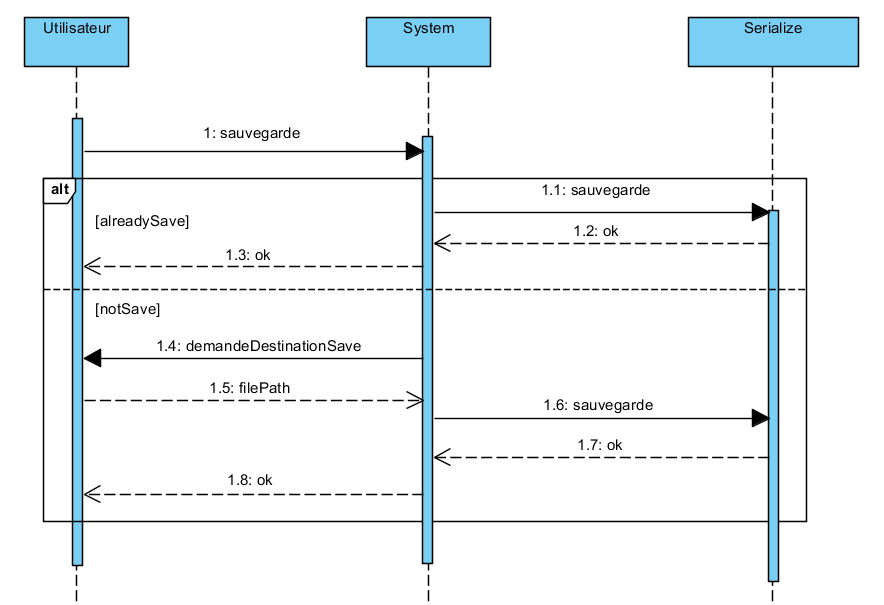 Utilisateur
System
Serialize
1: sauvegarde
alt
1.1: sauvegarde
[alreadySave]
1.2: ok
1.3: ok
[notSave]
1.4: demandeDestinationSave
1.5: filePath
1.6: sauvegarde
1.7: ok
1.8: ok